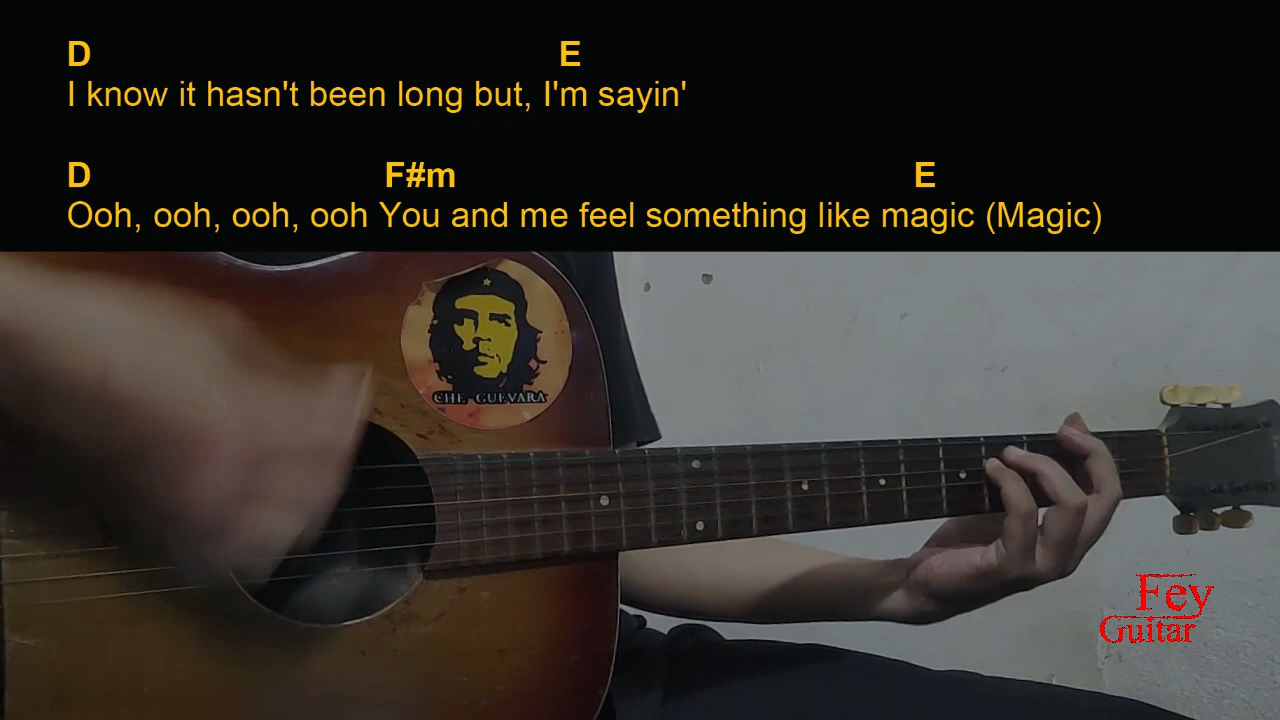 D E
I know it hasn't been long but, I'm sayin'
D F#m E
Ooh, ooh, ooh, ooh You and me feel something like magic (Magic)
CHE GUEVARA
Fey
Guitar